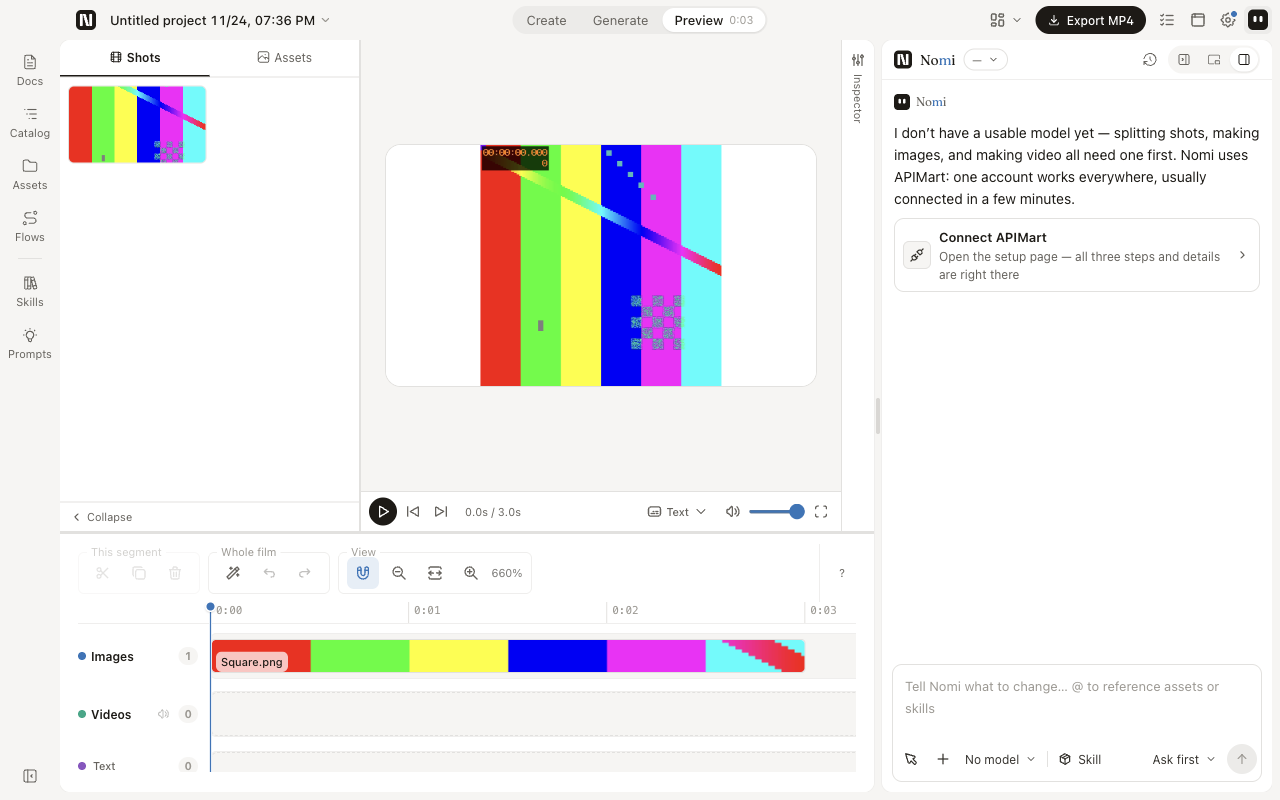 Untitled project 11/24, 07:36 PM
Create
Generate
Preview 0:03
Export MP4
Docs
Catalog
Assets
Flows
Skills
Prompts
Shots
Assets
Collapse
00:00:00.000
0
Inspector
0.0s / 3.0s
Text
This segment
Whole film
View
660%
?
0:00
0:01
0:02
0:03
Images
1
Square.png
Videos
0
Text
0
Nomi
—
Nomi
I don’t have a usable model yet — splitting shots, making
images, and making video all need one first. Nomi uses
APIMart: one account works everywhere, usually
connected in a few minutes.
Connect APIMart
Open the setup page — all three steps and details
are right there
Tell Nomi what to change... @ to reference assets or
skills
No model
Skill
Ask first